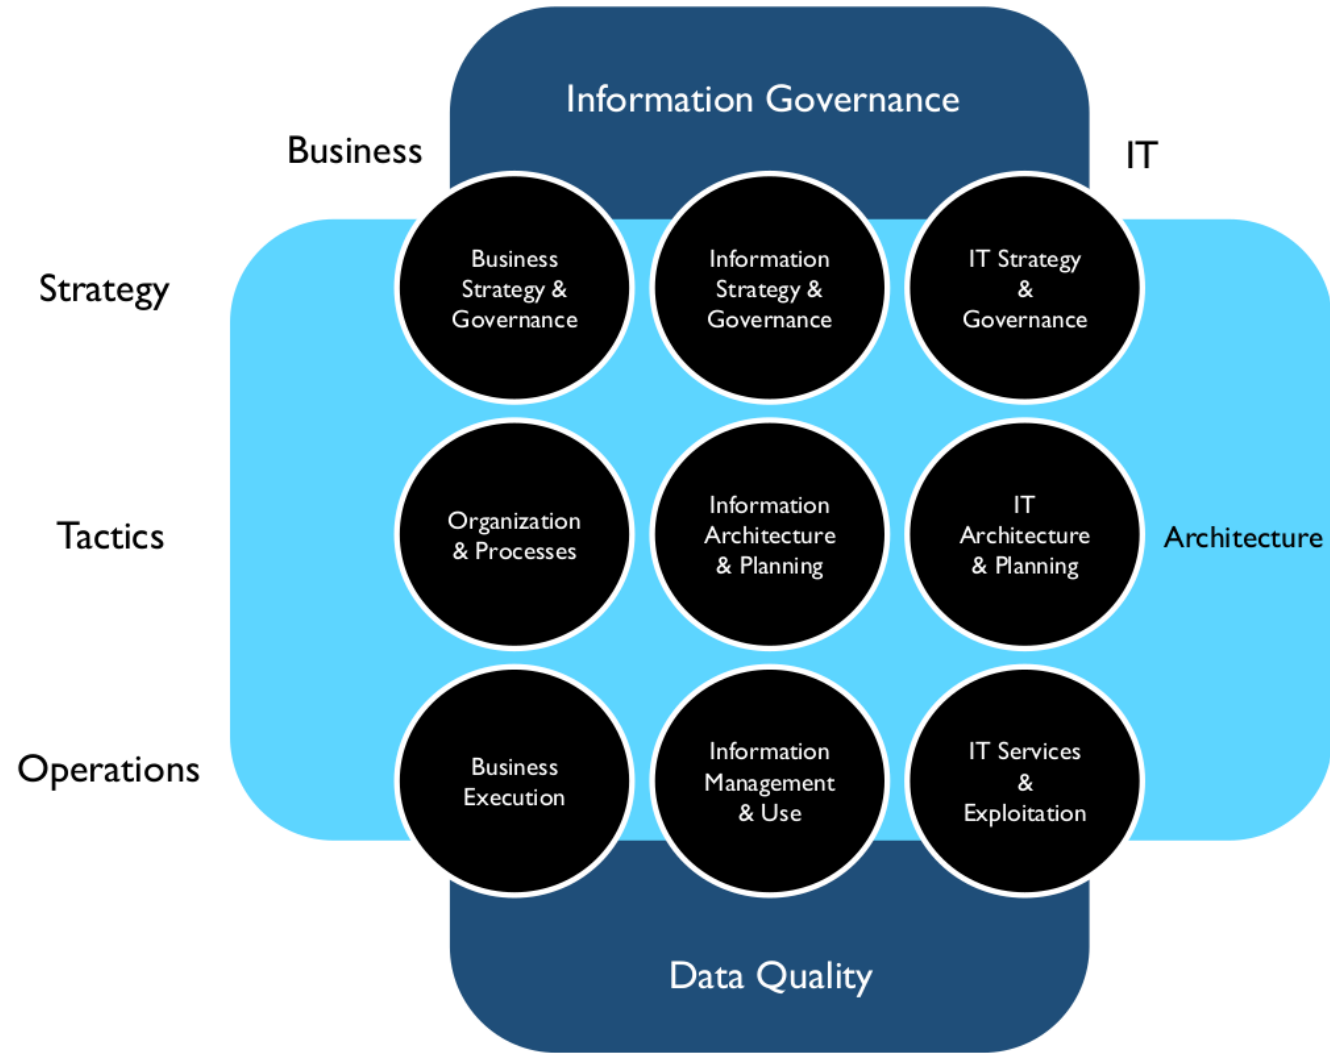 Information Governance
Business
IT
Strategy
Business
Strategy &
Governance
Information
Strategy &
Governance
IT Strategy
&
Governance
Tactics
Organization
& Processes
Information
Architecture
& Planning
IT
Architecture
& Planning
Architecture
Operations
Business
Execution
Information
Management
& Use
IT Services
&
Exploitation
Data Quality